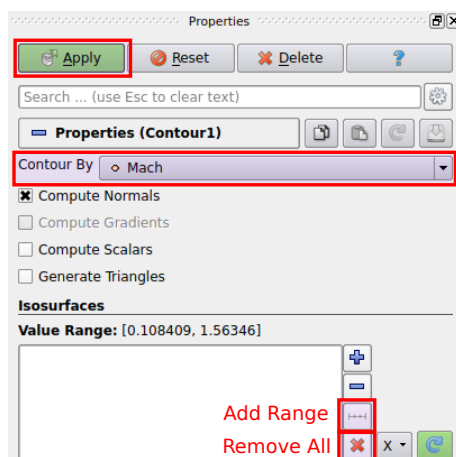 Properties
Apply Reset Delete ?
Search ... (use Esc to clear text)
Properties (Contour1)
Contour By Mach
Compute Normals
Compute Gradients
Compute Scalars
Generate Triangles
Isosurfaces
Value Range: [0.108409, 1.56346]
Add Range
Remove All X